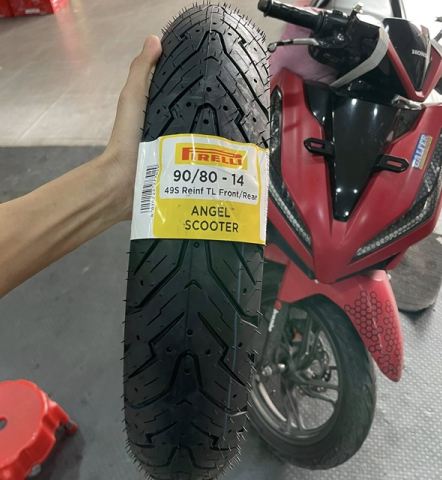 PIRELLI
90/80 - 14
49S Reinf TL Front/Rear
ANGEL
SCOOTER